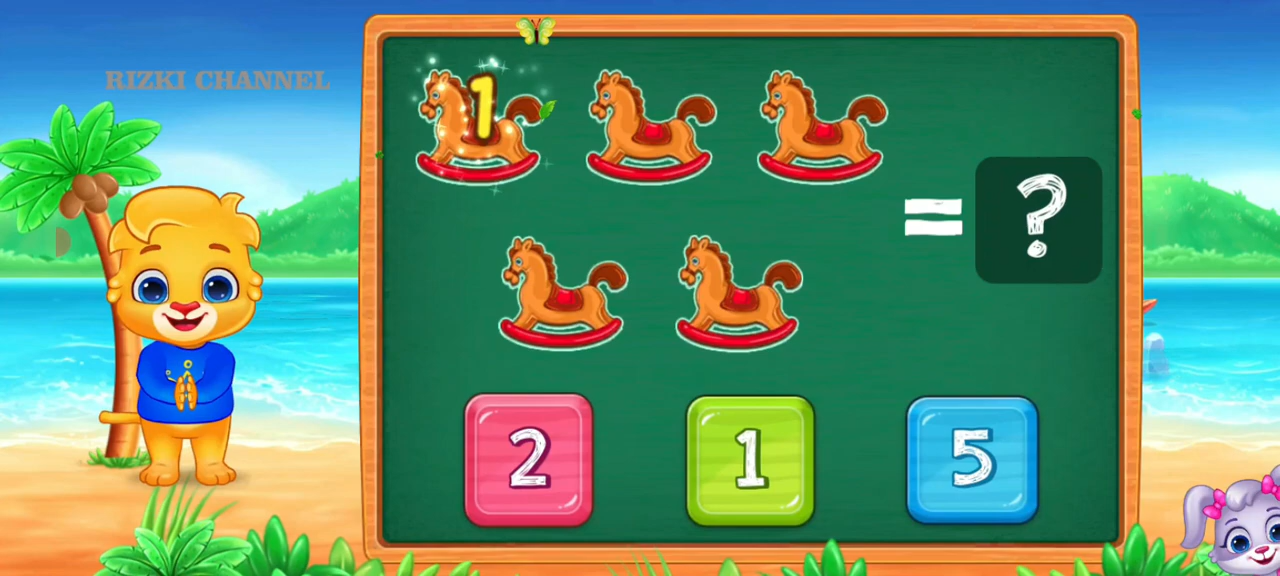 RIZKI CHANNEL
1
= ?
2 1 5